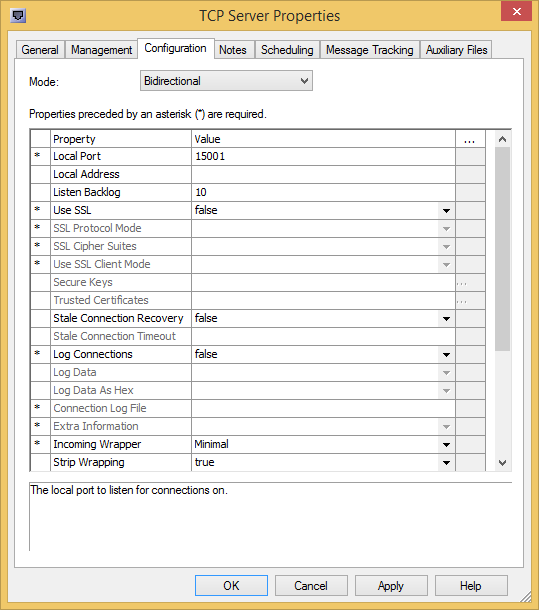 TCP Server Properties
General Management Configuration Notes Scheduling Message Tracking Auxiliary Files
Mode: Bidirectional
Properties preceded by an asterisk (*) are required.
Property Value ...
* Local Port 15001
Local Address
Listen Backlog 10
* Use SSL false
* SSL Protocol Mode
* SSL Cipher Suites
* Use SSL Client Mode
Secure Keys ...
Trusted Certificates ...
Stale Connection Recovery false
Stale Connection Timeout
* Log Connections false
Log Data
Log Data As Hex
* Connection Log File
* Extra Information
* Incoming Wrapper Minimal
Strip Wrapping true
The local port to listen for connections on.
OK Cancel Apply Help